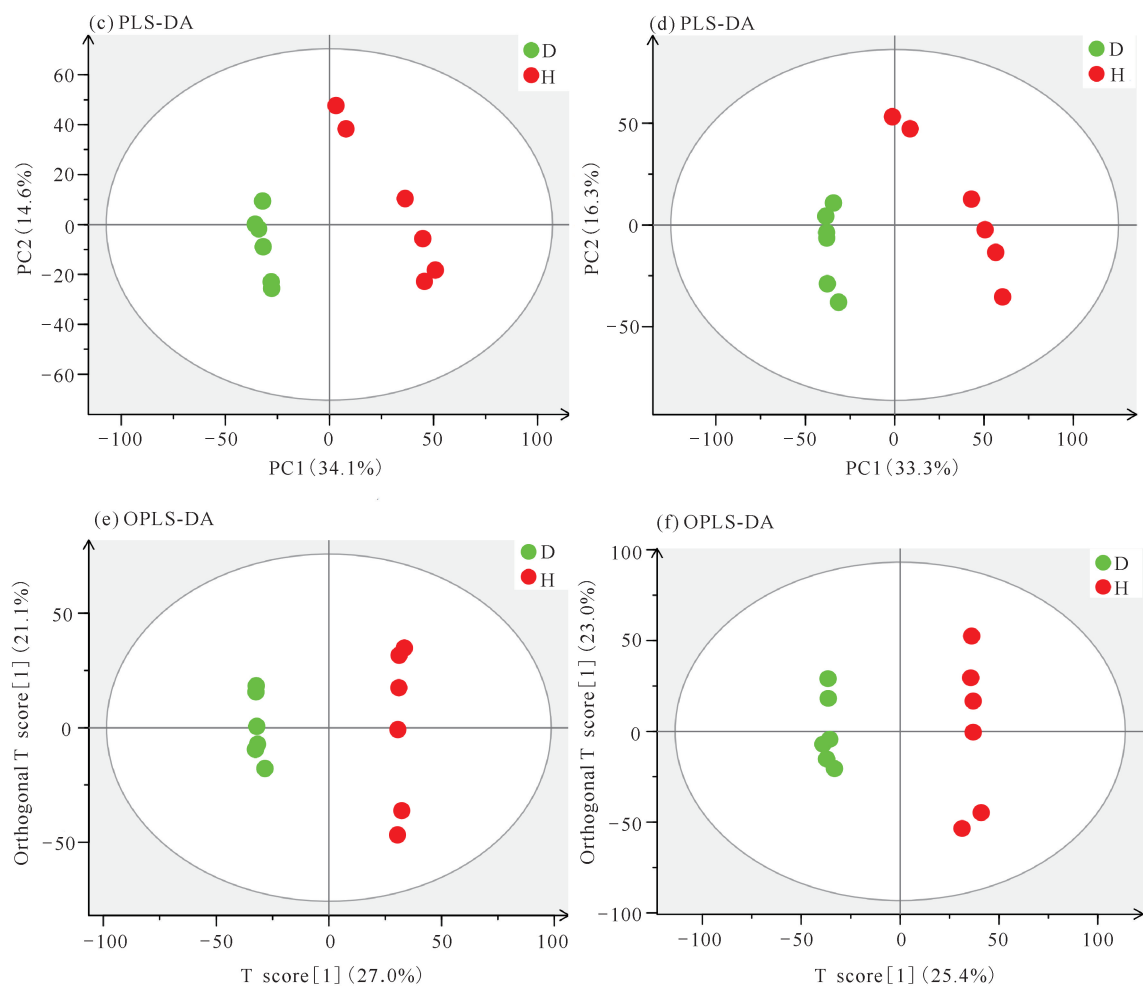 (c) PLS-DA
D
H
60
40
20
0
−20
−40
−60
PC2 (14.6%)
−100
−50
0
50
100
PC1 (34.1%)
(d) PLS-DA
D
H
50
0
−50
PC2 (16.3%)
−100
−50
0
50
100
PC1 (33.3%)
(e) OPLS-DA
D
H
50
0
−50
Orthogonal T score[1] (21.1%)
−100
−50
0
50
100
T score[1] (27.0%)
(f) OPLS-DA
D
H
100
50
0
−50
−100
Orthogonal T score[1] (23.0%)
−100
−50
0
50
100
T score[1] (25.4%)